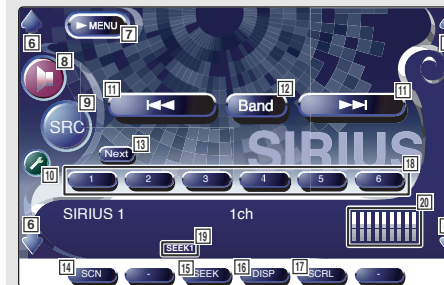 ►MENU
7
6
8
9
SRC
10
11
I◄◄
12
Band
11
►►I
13
Next
SIRIUS
18
1 2 3 4 5 6
20
SIRIUS 1 1ch
6
19
SEEK1
14 15 16 17
SCN - SEEK DISP SCRL -